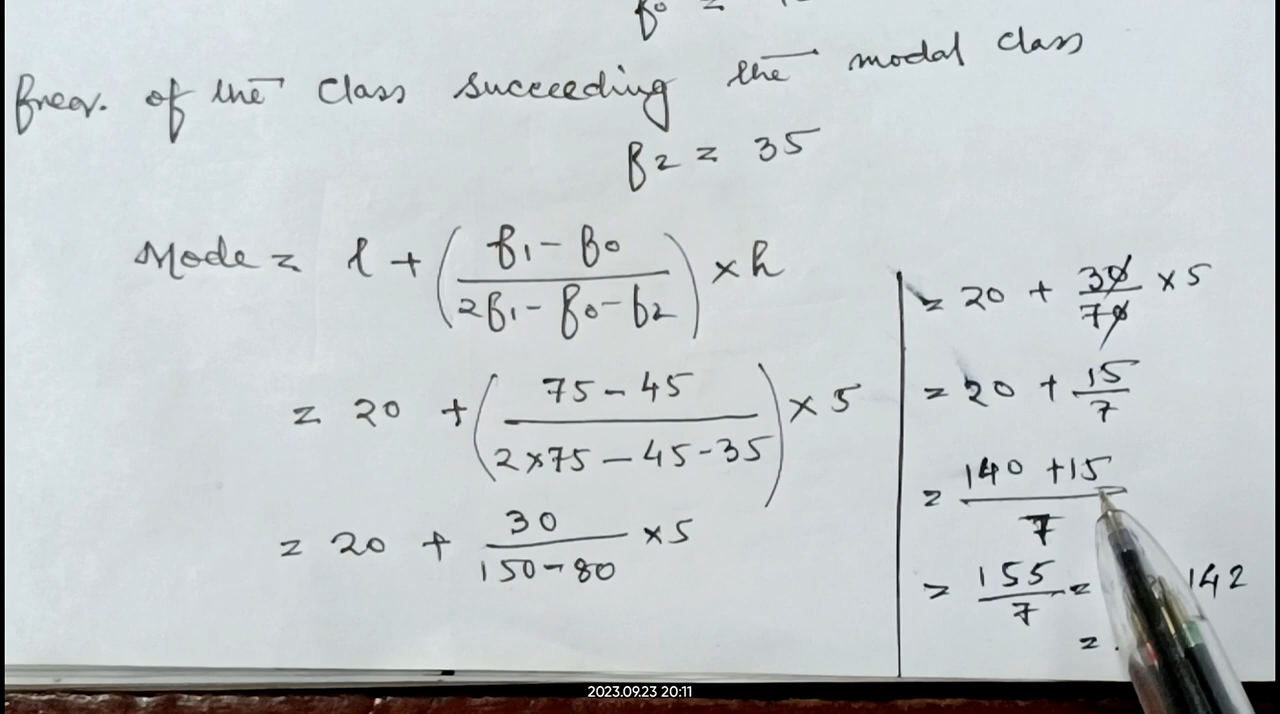 f0 =
freq. of the class succeeding the modal class
f2 = 35
Mode = l + (f1 - f0 / 2f1 - f0 - f2) × h
= 20 + (75 - 45 / 2×75 - 45 - 35) × 5
= 20 + 30 / 150 - 80 × 5
= 20 + 30 / 70 × 5
= 20 + 15 / 7
= 140 + 15 / 7
= 155 / 7 = 142
=
2023.09.23 20:11